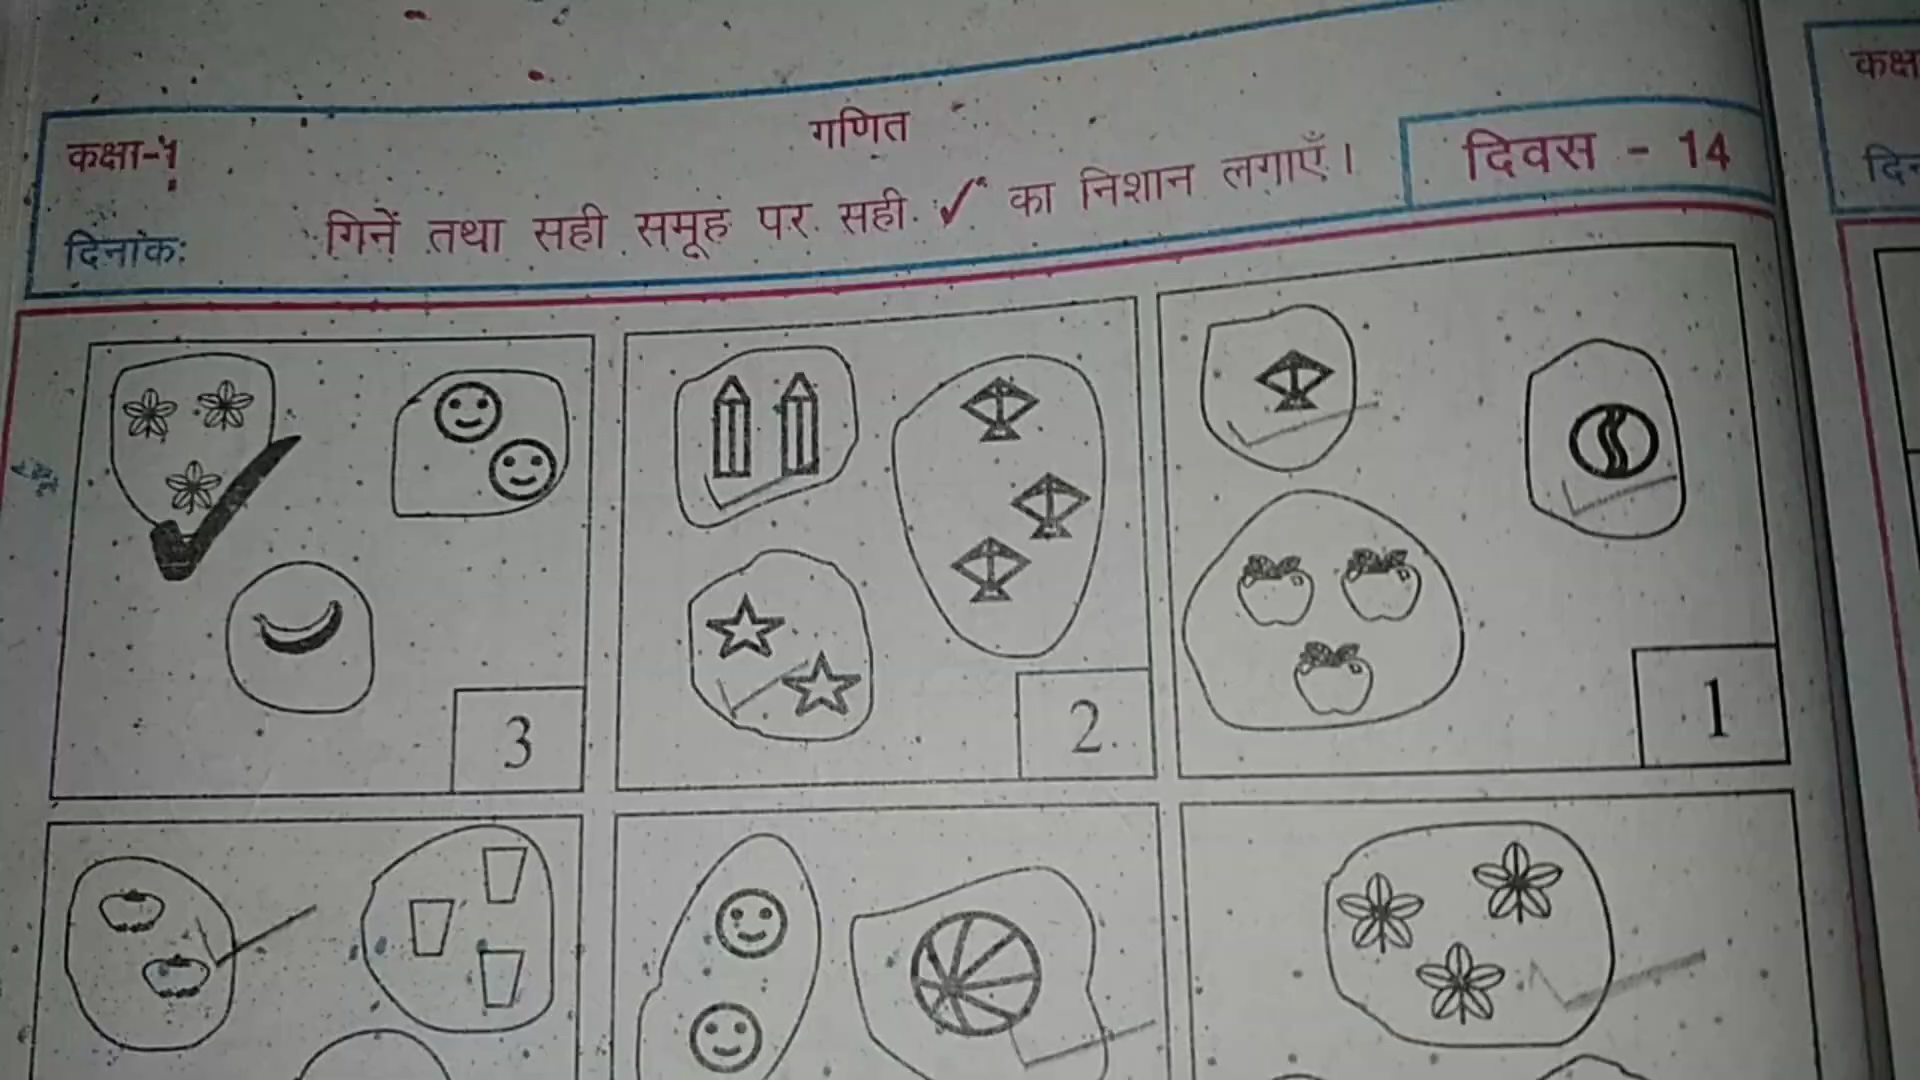 कक्षा-1
गणित
दिवस - 14
दिनांक:
गिनें तथा सही समूह पर सही ✓ का निशान लगाएँ।
3
2
1